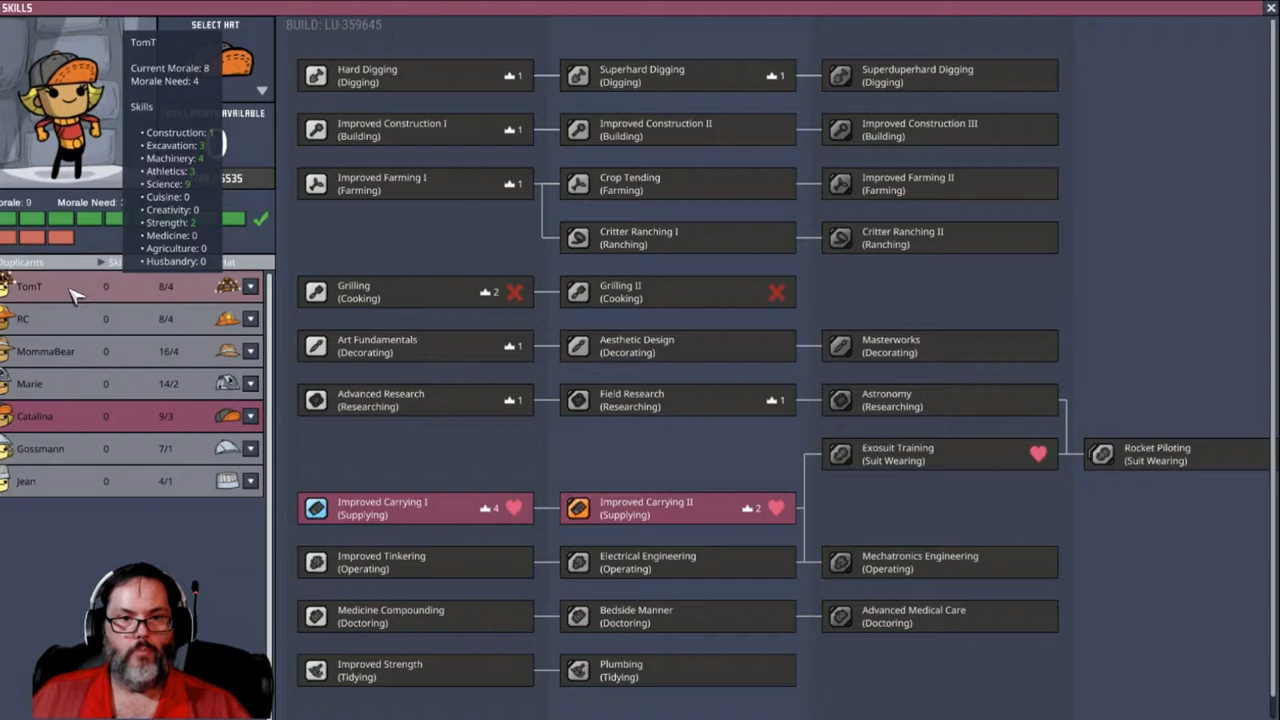 SKILLS
SELECT HAT
BUILD: LU-359645
TomT
Current Morale: 8
Morale Need: 4
Skills
• Construction: 1
• Excavation: 3
• Machinery: 4
• Athletics: 3
• Science: 9
• Cuisine: 0
• Creativity: 0
• Strength: 2
• Medicine: 0
• Agriculture: 0
• Husbandry: 0
AVAILABLE
5535
Morale Need:
TomT 0 8/4
RC 0 8/4
MommaBear 0 16/4
Marie 0 14/2
Catalina 0 9/3
Gossmann 0 7/1
Jean 0 4/1
Hard Digging
(Digging)
1
Superhard Digging
(Digging)
1
Superduperhard Digging
(Digging)
Improved Construction I
(Building)
1
Improved Construction II
(Building)
Improved Construction III
(Building)
Improved Farming I
(Farming)
1
Crop Tending
(Farming)
Improved Farming II
(Farming)
Critter Ranching I
(Ranching)
Critter Ranching II
(Ranching)
Grilling
(Cooking)
2
Grilling II
(Cooking)
Art Fundamentals
(Decorating)
1
Aesthetic Design
(Decorating)
Masterworks
(Decorating)
Advanced Research
(Researching)
1
Field Research
(Researching)
1
Astronomy
(Researching)
Exosuit Training
(Suit Wearing)
Rocket Piloting
(Suit Wearing)
Improved Carrying I
(Supplying)
4
Improved Carrying II
(Supplying)
2
Improved Tinkering
(Operating)
Electrical Engineering
(Operating)
Mechatronics Engineering
(Operating)
Medicine Compounding
(Doctoring)
Bedside Manner
(Doctoring)
Advanced Medical Care
(Doctoring)
Improved Strength
(Tidying)
Plumbing
(Tidying)